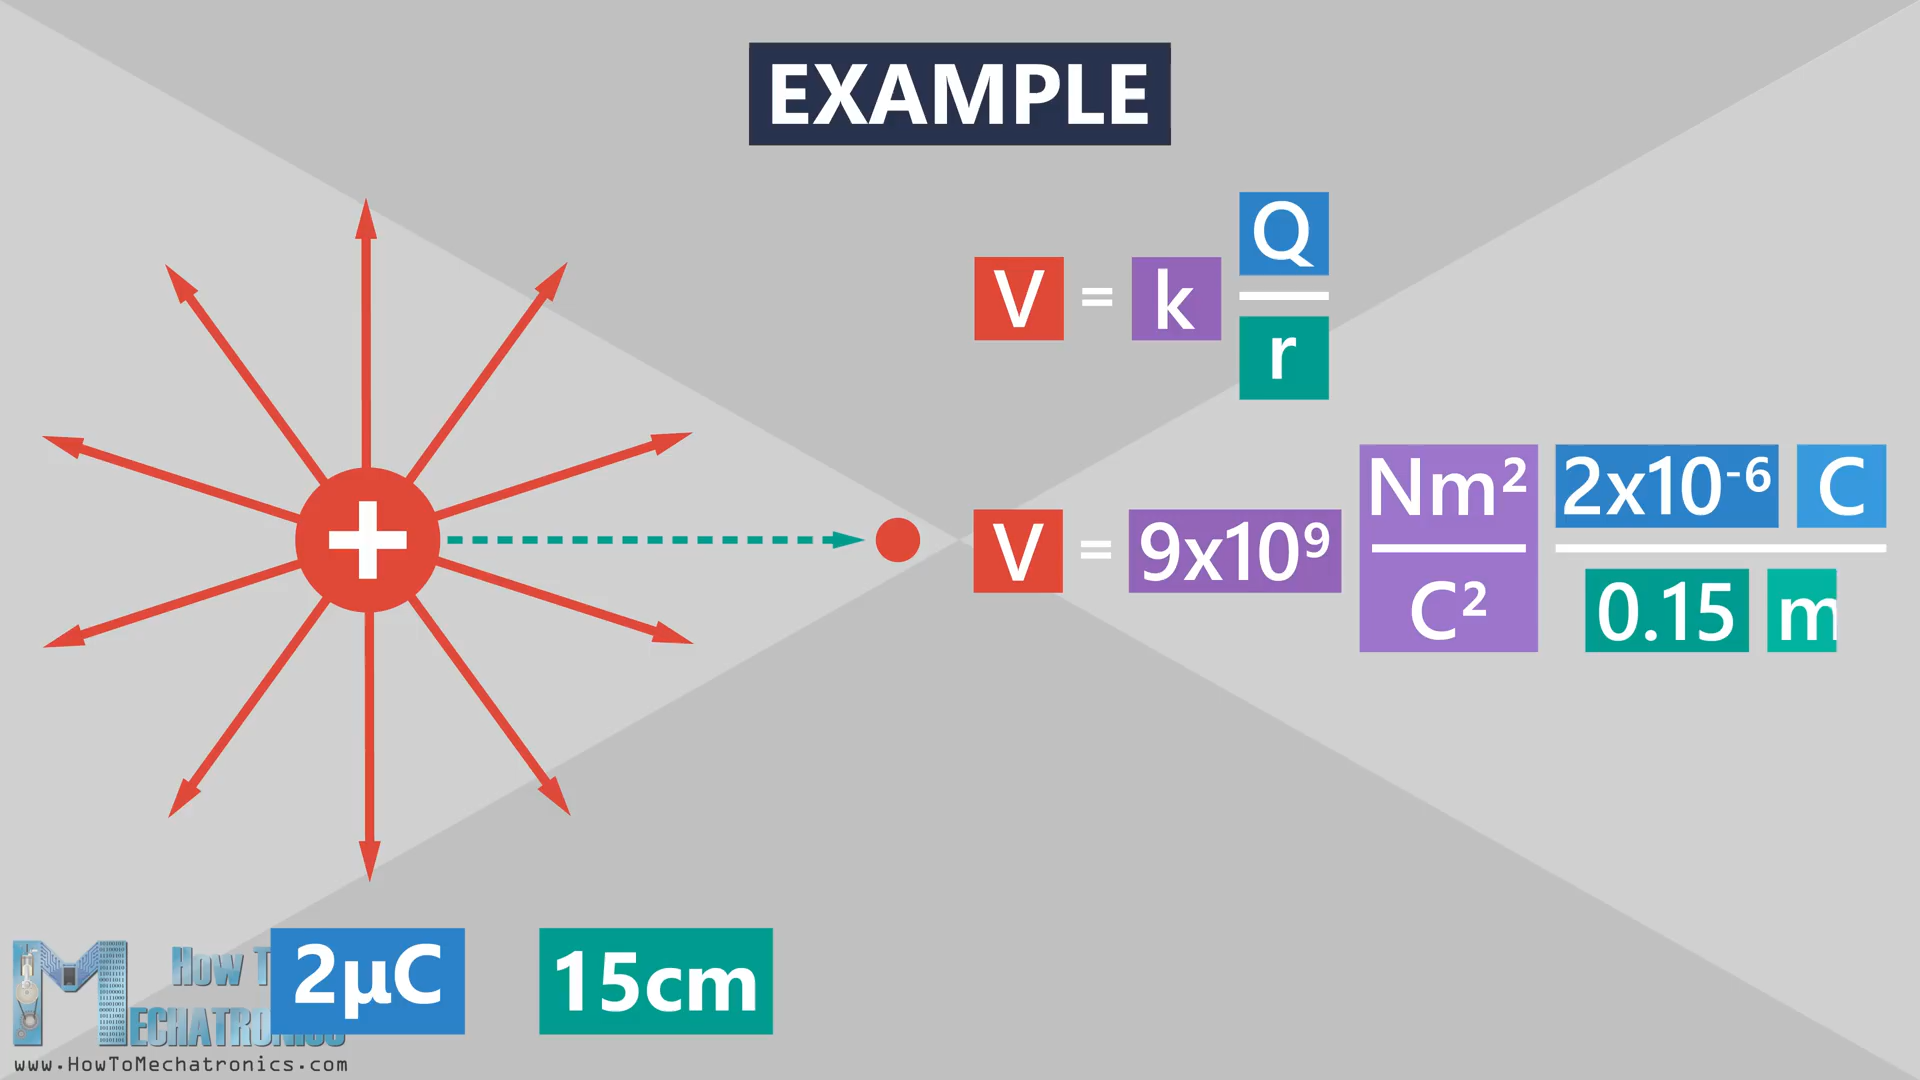 EXAMPLE
V = k Q
r
V = 9x10⁹ Nm² 2x10⁻⁶ C
C² 0.15 m
2µC 15cm
www.HowToMechatronics.com